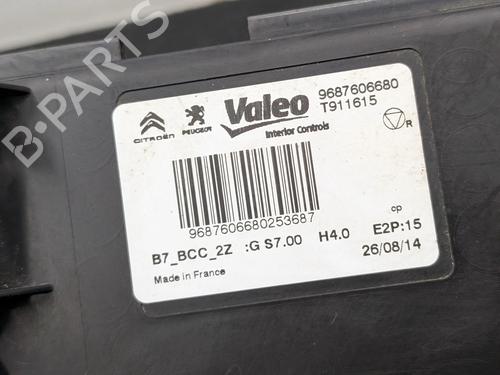 CITROËN
PEUGEOT
Valeo
Interior Controls
9687606680
T911615
R
9687606680253687
cp
B7_BCC_2Z :G S7.00 H4.0 E2P:15
Made in France
26/08/14
B-Parts